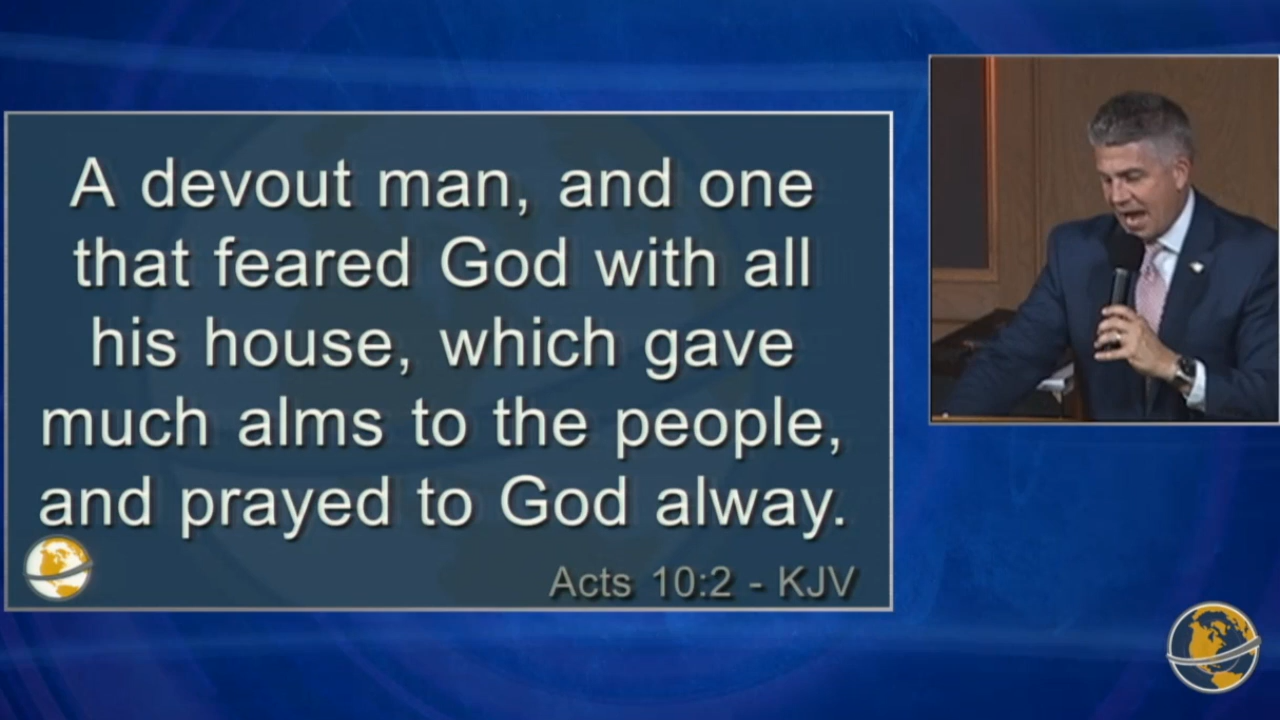 A devout man, and one
that feared God with all
his house, which gave
much alms to the people,
and prayed to God alway.
Acts 10:2 - KJV